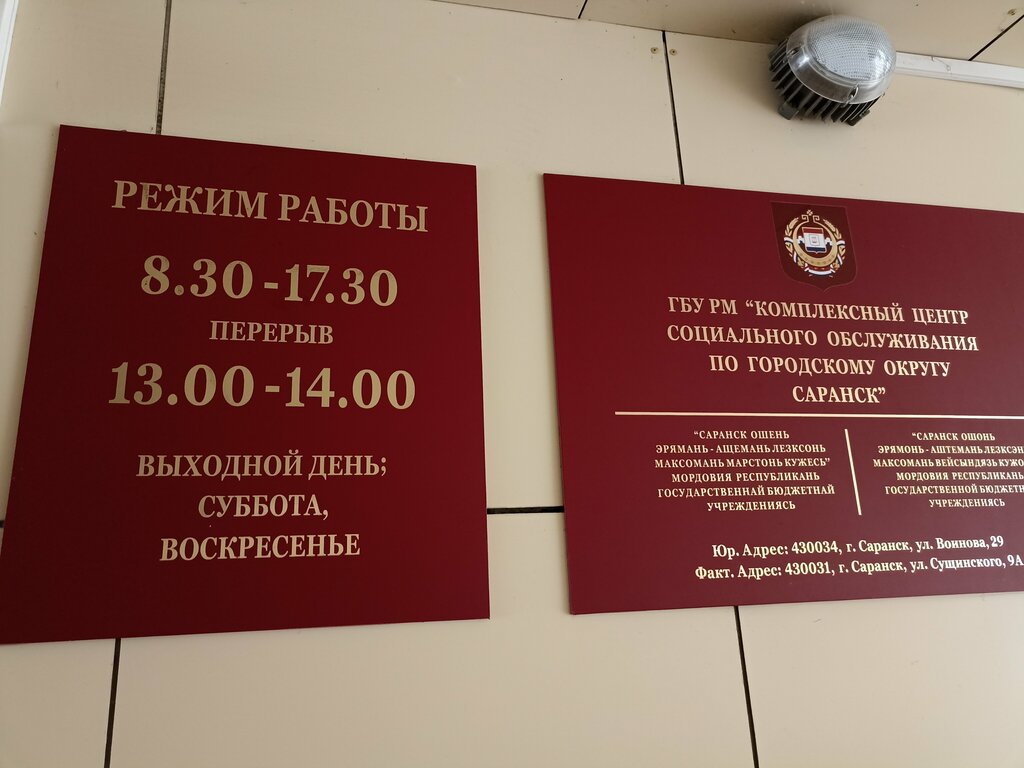 РЕЖИМ РАБОТЫ
8.30 - 17.30
ПЕРЕРЫВ
13.00 - 14.00
ВЫХОДНОЙ ДЕНЬ;
СУББОТА,
ВОСКРЕСЕНЬЕ
ГБУ РМ “КОМПЛЕКСНЫЙ ЦЕНТР
СОЦИАЛЬНОГО ОБСЛУЖИВАНИЯ
ПО ГОРОДСКОМУ ОКРУГУ
САРАНСК”
“САРАНСК ОШЕНЬ
ЭРЯМАНЬ - АЩЕМАНЬ ЛЕЗКСОНЬ
МАКСОМАНЬ МАРСТОНЬ КУЖЕСЬ”
МОРДОВИЯ РЕСПУБЛИКАНЬ
ГОСУДАРСТВЕННАЙ БЮДЖЕТНАЙ
УЧРЕЖДЕНИЯСЬ
“САРАНСК ОШОНЬ
ЭРЯМОНЬ - АШТЕМАНЬ
МАКСОМАНЬ ВЕЙСЫНДЯЗЬ
МОРДОВИЯ РЕСПУБЛИКАНЬ
ГОСУДАРСТВЕННОЙ
УЧРЕЖДЕНИЯСЬ
Юр. Адрес: 430034, г. Саранск, ул. Воинова, 29
Факт. Адрес: 430031, г. Саранск, ул. Сущинского, 9А